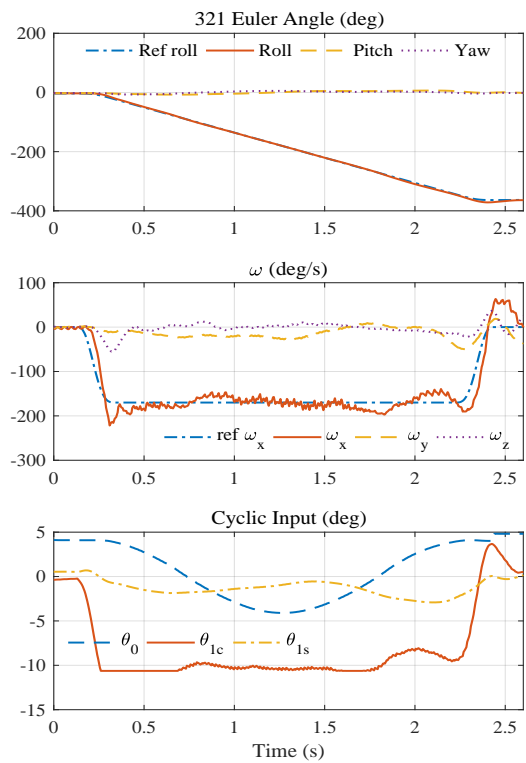 321 Euler Angle (deg)
200
Ref roll Roll Pitch Yaw
0
-200
-400
0 0.5 1 1.5 2 2.5
ω (deg/s)
100
0
-100
-200
ref ω_x ω_x ω_y ω_z
-300
0 0.5 1 1.5 2 2.5
Cyclic Input (deg)
5
0
-5
θ_0 θ_1c θ_1s
-10
-15
0 0.5 1 1.5 2 2.5
Time (s)